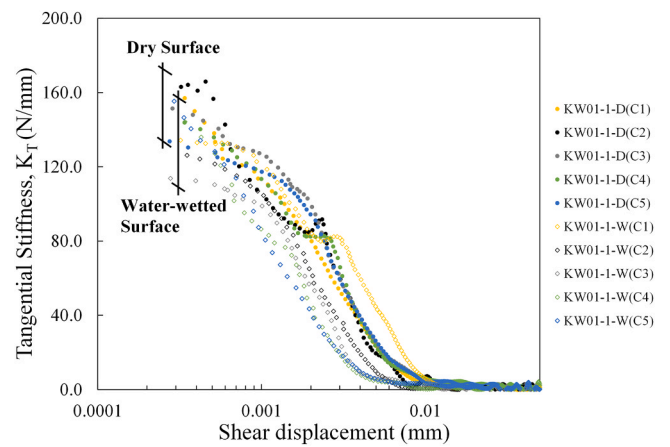 200.0
160.0
120.0
80.0
40.0
0.0
Tangential Stiffness, K_T (N/mm)
Dry Surface
Water-wetted
Surface
0.0001
0.001
0.01
Shear displacement (mm)
KW01-1-D(C1)
KW01-1-D(C2)
KW01-1-D(C3)
KW01-1-D(C4)
KW01-1-D(C5)
KW01-1-W(C1)
KW01-1-W(C2)
KW01-1-W(C3)
KW01-1-W(C4)
KW01-1-W(C5)